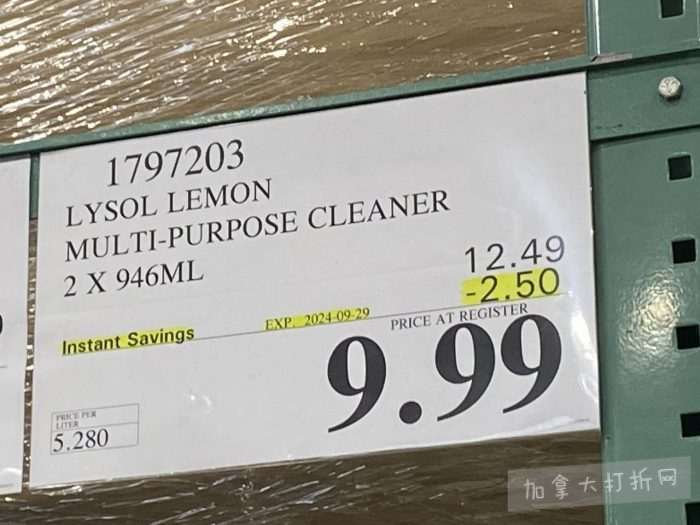 1797203
LYSOL LEMON
MULTI-PURPOSE CLEANER
2 X 946ML
12.49
-2.50
Instant Savings
EXP. 2024-09-29
PRICE AT REGISTER
9.99
PRICE PER
LITER
5.280
加拿大打折网